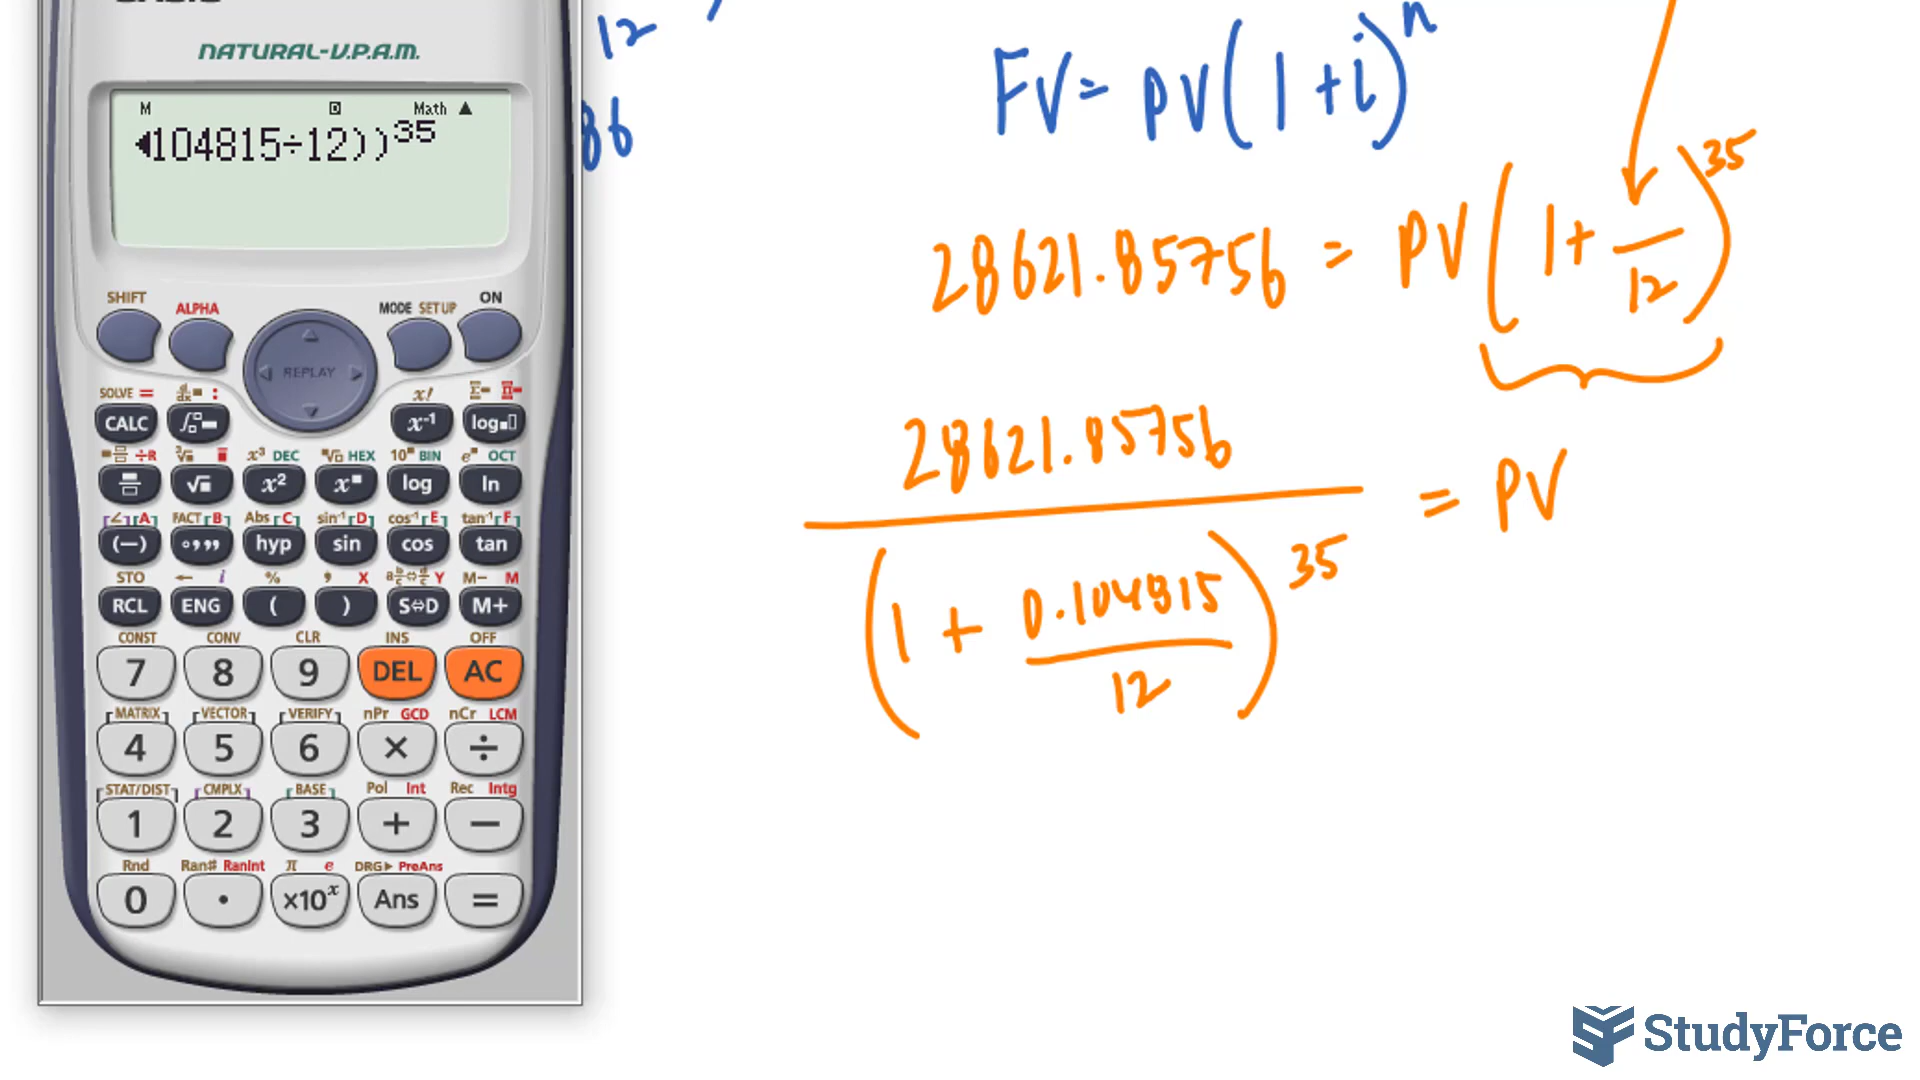 NATURAL-V.P.A.M.
M D Math ▲
◀104815÷12))^35
12
86
FV = PV(1+i)^n
28621.85756 = PV(1+ /12)^35
28621.85756 / (1 + 0.104815/12)^35 = PV
SHIFT ALPHA MODE SETUP ON
REPLAY
SOLVE = d/dx : x! Σ Π
CALC ∫ x⁻¹ log
÷R ³√ x³ DEC √ HEX 10 BIN e OCT
√ x² x log ln
∠ A FACT B Abs C sin⁻¹ D cos⁻¹ E tan⁻¹ F
(−) hyp sin cos tan
STO ← i % , X a b/c ⇔ d/c Y M− M
RCL ENG ( ) S⇔D M+
CONST CONV CLR INS OFF
7 8 9 DEL AC
MATRIX VECTOR VERIFY nPr GCD nCr LCM
4 5 6 × ÷
STAT/DIST CMPLX BASE Pol Int Rec Intg
1 2 3 + −
Rnd Ran# RanInt π e DRG▶ PreAns
0 . ×10^x Ans =
StudyForce